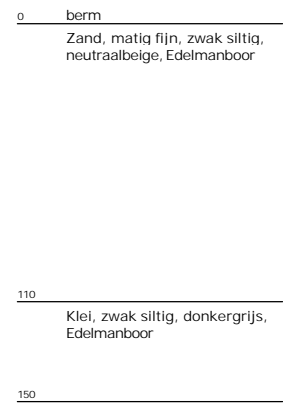 0 berm
Zand, matig fijn, zwak siltig,
neutraalbeige, Edelmanboor
110
Klei, zwak siltig, donkergrijs,
Edelmanboor
150